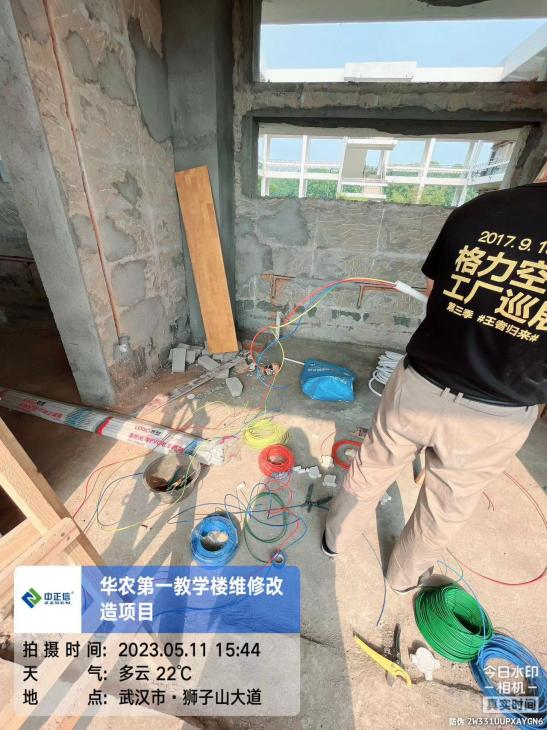 2017.9.1
格力空
工厂巡展
第三季 #王者归来#
中正信
ZZSEN
华农第一教学楼维修改
造项目
拍摄时间: 2023.05.11 15:44
天气: 多云 22℃
地点: 武汉市·狮子山大道
今日水印
相机
真实时间
防伪 2W331UUPXAYGN6